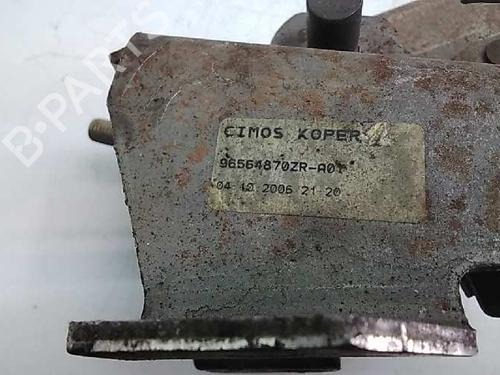 CIMOS KOPER
96564870ZR-A01
04 10 2006 21 20
B-PARTS